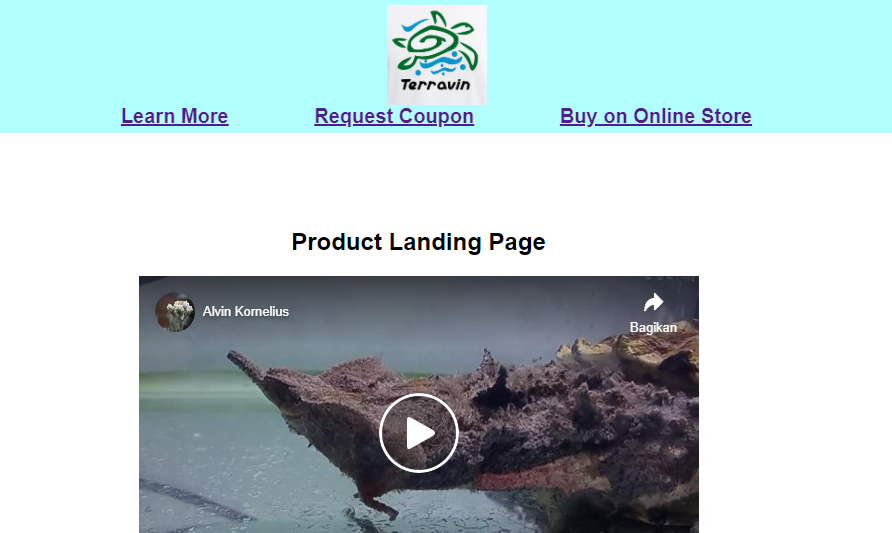 Terravin
Learn More Request Coupon Buy on Online Store
Product Landing Page
Alvin Kornelius
Bagikan